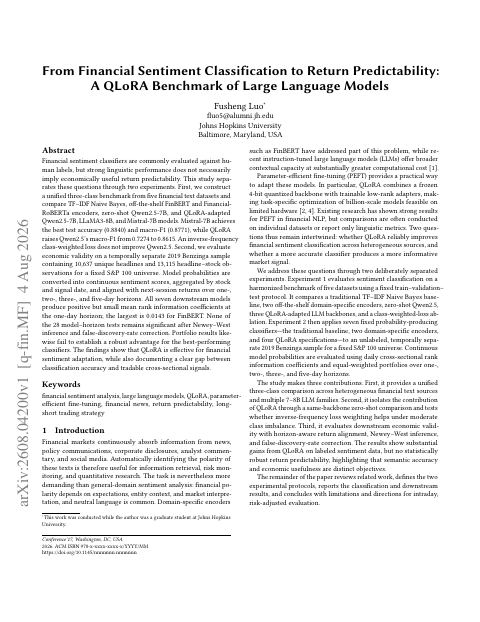 From Financial Sentiment Classification to Return Predictability:
A QLoRA Benchmark of Large Language Models
Fusheng Luo*
fluo5@alumni.jh.edu
Johns Hopkins University
Baltimore, Maryland, USA
Abstract
Financial sentiment classifiers are commonly evaluated against hu-
man labels, but strong linguistic performance does not necessarily
imply economically useful return predictability. This study sepa-
rates these questions through two experiments. First, we construct
a unified three-class benchmark from five financial text datasets and
compare TF–IDF Naive Bayes, off-the-shelf FinBERT and Financial-
RoBERTa encoders, zero-shot Qwen2.5-7B, and QLoRA-adapted
Qwen2.5-7B, LLaMA3-8B, and Mistral-7B models. Mistral-7B achieves
the best test accuracy (0.8840) and macro-F1 (0.8771), while QLoRA
raises Qwen2.5's macro-F1 from 0.7274 to 0.8615. An inverse-frequency
class-weighted loss does not improve Qwen2.5. Second, we evaluate
economic validity on a temporally separate 2019 Benzinga sample
containing 10,637 unique headlines and 13,115 headline–stock ob-
servations for a fixed S&P 100 universe. Model probabilities are
converted into continuous sentiment scores, aggregated by stock
and signal date, and aligned with next-session returns over one-,
two-, three-, and five-day horizons. All seven downstream models
produce positive but small mean rank information coefficients at
the one-day horizon; the largest is 0.0143 for FinBERT. None of
the 28 model–horizon tests remains significant after Newey–West
inference and false-discovery-rate correction. Portfolio results like-
wise fail to establish a robust advantage for the best-performing
classifiers. The findings show that QLoRA is effective for financial
sentiment adaptation, while also documenting a clear gap between
classification accuracy and tradable cross-sectional signals.
Keywords
financial sentiment analysis, large language models, QLoRA, parameter-
efficient fine-tuning, financial news, return predictability, long–
short trading strategy
1 Introduction
Financial markets continuously absorb information from news,
policy communications, corporate disclosures, analyst commen-
tary, and social media. Automatically identifying the polarity of
these texts is therefore useful for information retrieval, risk mon-
itoring, and quantitative research. The task is nevertheless more
demanding than general-domain sentiment analysis: financial po-
larity depends on expectations, entity context, and market interpre-
tation, and neutral language is common. Domain-specific encoders
*This work was conducted while the author was a graduate student at Johns Hopkins
University.
Conference'17, Washington, DC, USA
2026. ACM ISBN 978-x-xxxx-xxxx-x/YYYY/MM
https://doi.org/10.1145/nnnnnnn.nnnnnnn
such as FinBERT have addressed part of this problem, while re-
cent instruction-tuned large language models (LLMs) offer broader
contextual capacity at substantially greater computational cost [1].
Parameter-efficient fine-tuning (PEFT) provides a practical way
to adapt these models. In particular, QLoRA combines a frozen
4-bit quantized backbone with trainable low-rank adapters, mak-
ing task-specific optimization of billion-scale models feasible on
limited hardware [2, 4]. Existing research has shown strong results
for PEFT in financial NLP, but comparisons are often conducted
on individual datasets or report only linguistic metrics. Two ques-
tions thus remain intertwined: whether QLoRA reliably improves
financial sentiment classification across heterogeneous sources, and
whether a more accurate classifier produces a more informative
market signal.
We address these questions through two deliberately separated
experiments. Experiment 1 evaluates sentiment classification on a
harmonized benchmark of five datasets using a fixed train–validation–
test protocol. It compares a traditional TF–IDF Naive Bayes base-
line, two off-the-shelf domain-specific encoders, zero-shot Qwen2.5,
three QLoRA-adapted LLM backbones, and a class-weighted-loss ab-
lation. Experiment 2 then applies seven fixed probability-producing
classifiers—the traditional baseline, two domain-specific encoders,
and four QLoRA specifications—to an unlabeled, temporally sepa-
rate 2019 Benzinga sample for a fixed S&P 100 universe. Continuous
model probabilities are evaluated using daily cross-sectional rank
information coefficients and equal-weighted portfolios over one-,
two-, three-, and five-day horizons.
The study makes three contributions. First, it provides a unified
three-class comparison across heterogeneous financial text sources
and multiple 7–8B LLM families. Second, it isolates the contribution
of QLoRA through a same-backbone zero-shot comparison and tests
whether inverse-frequency loss weighting helps under moderate
class imbalance. Third, it evaluates downstream economic valid-
ity with horizon-aware return alignment, Newey–West inference,
and false-discovery-rate correction. The results show substantial
gains from QLoRA on labeled sentiment data, but no statistically
robust return predictability, highlighting that semantic accuracy
and economic usefulness are distinct objectives.
The remainder of the paper reviews related work, defines the two
experimental protocols, reports the classification and downstream
results, and concludes with limitations and directions for intraday,
risk-adjusted evaluation.
arXiv:2608.04200v1 [q-fin.MF] 4 Aug 2026